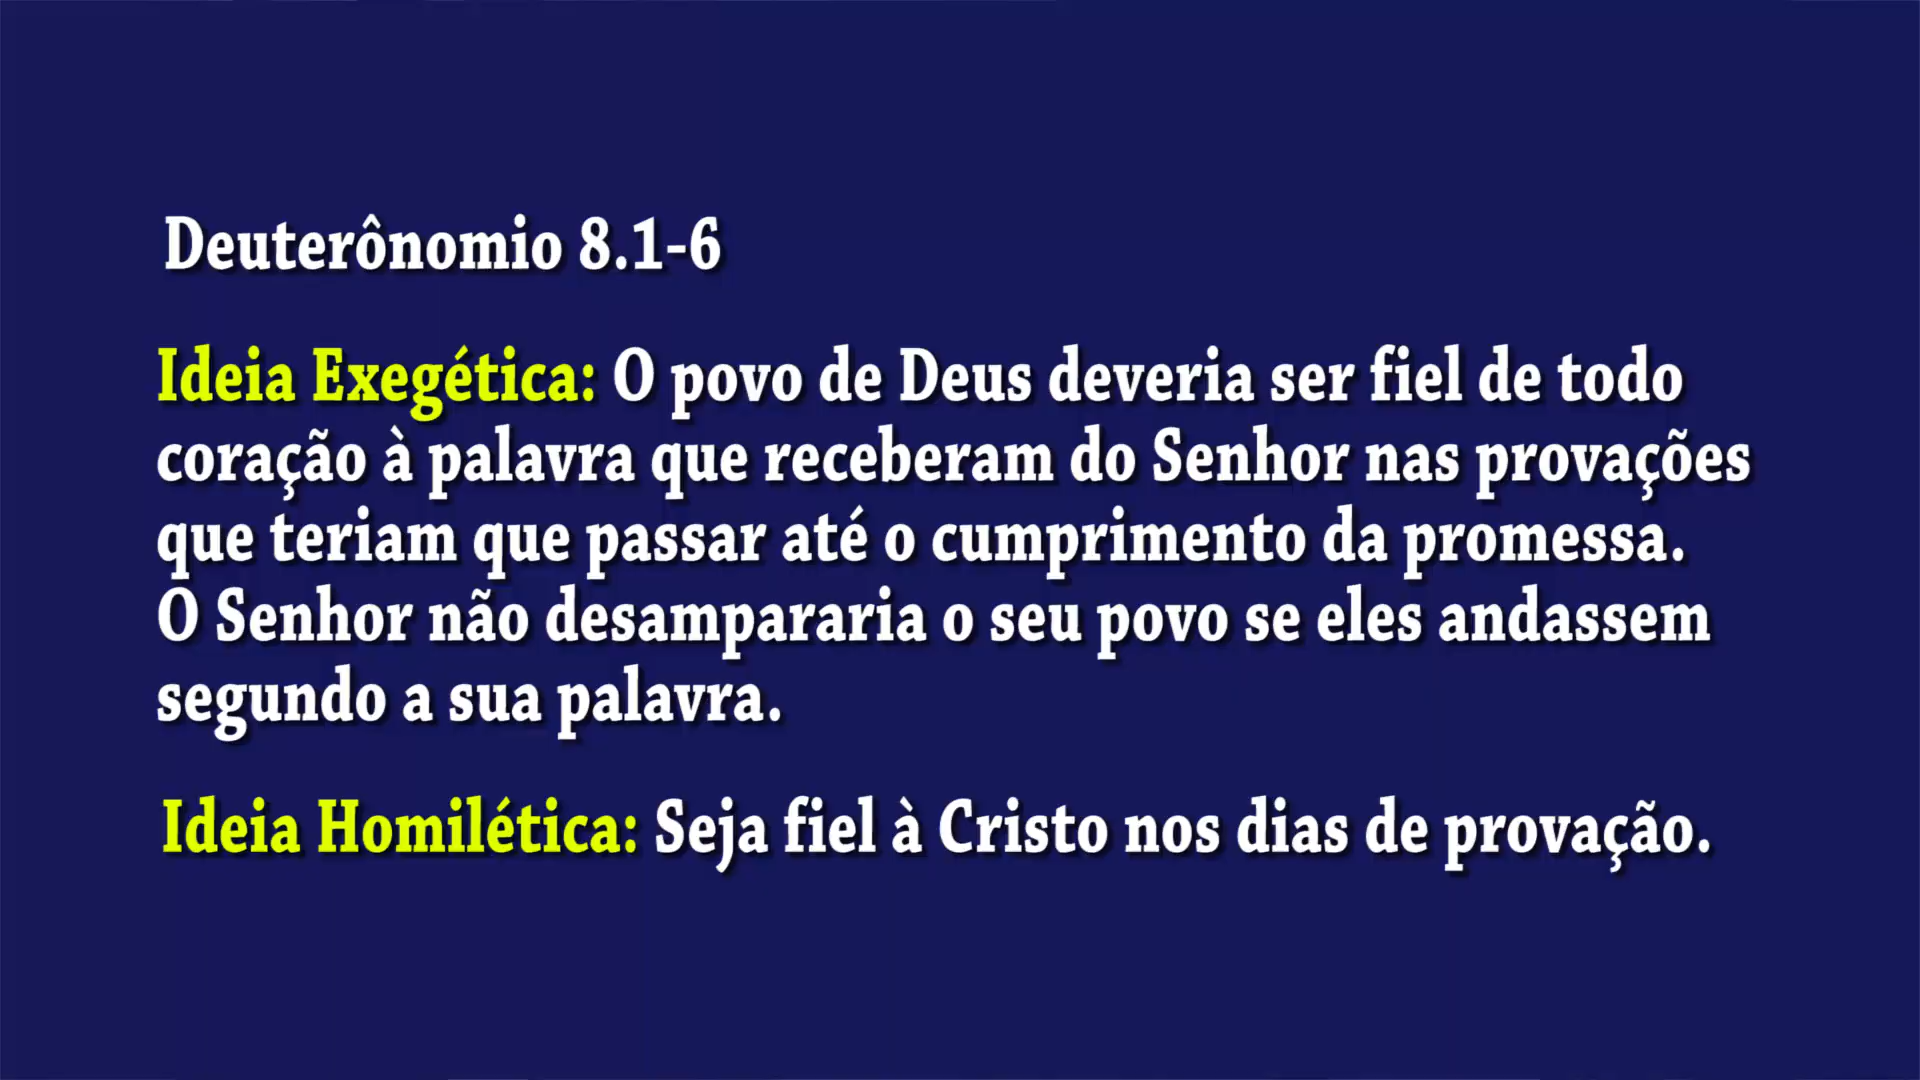 Deuterônomio 8.1-6
Ideia Exegética: O povo de Deus deveria ser fiel de todo
coração à palavra que receberam do Senhor nas provações
que teriam que passar até o cumprimento da promessa.
O Senhor não desampararia o seu povo se eles andassem
segundo a sua palavra.
Ideia Homilética: Seja fiel à Cristo nos dias de provação.